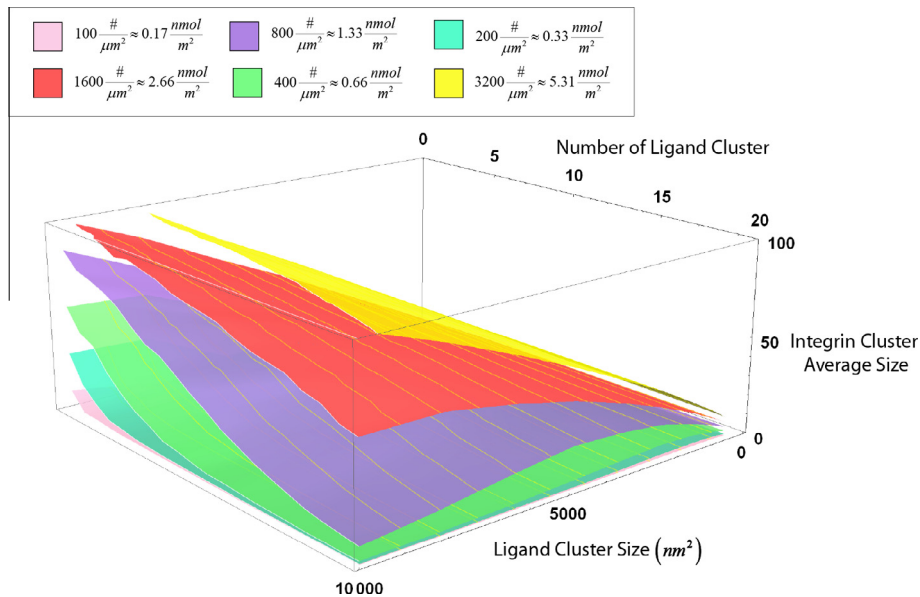 100 #/μm² ≈ 0.17 nmol/m²
800 #/μm² ≈ 1.33 nmol/m²
200 #/μm² ≈ 0.33 nmol/m²
1600 #/μm² ≈ 2.66 nmol/m²
400 #/μm² ≈ 0.66 nmol/m²
3200 #/μm² ≈ 5.31 nmol/m²
0
Number of Ligand Cluster
5
10
15
20
100
50
Integrin Cluster
Average Size
0
0
5000
Ligand Cluster Size (nm²)
10000